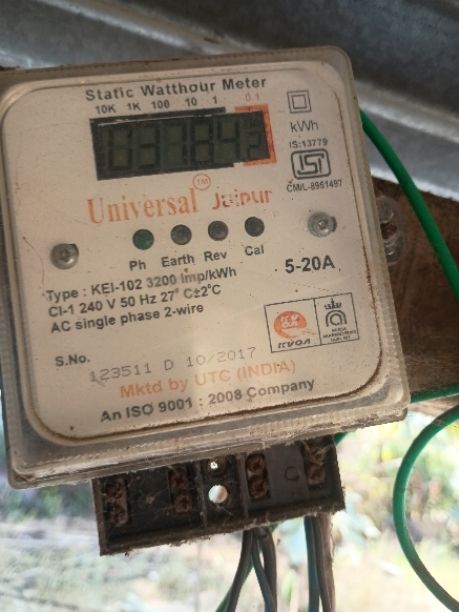 Static Watthour Meter
10K 1K 100 10 1 0.1
kWh
IS:13779
CM/L-8961497
Universal TM Jaipur
Ph Earth Rev Cal
5-20A
Type : KEI-102 3200 Imp/kWh
Cl-1 240 V 50 Hz 27° C±2°C
AC single phase 2-wire
KVQA
S.No.
123511 D 10/2017
Mktd by UTC (INDIA)
An ISO 9001 : 2008 Company